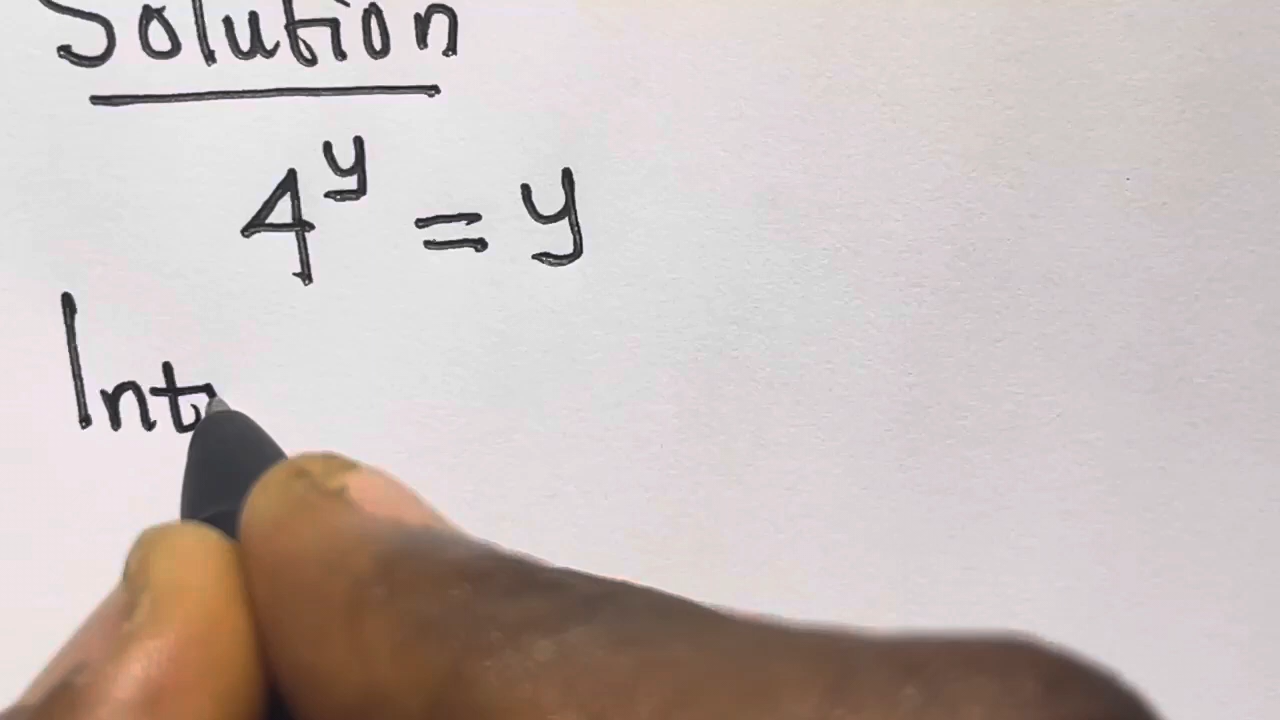 Solution
4^y = y
Int